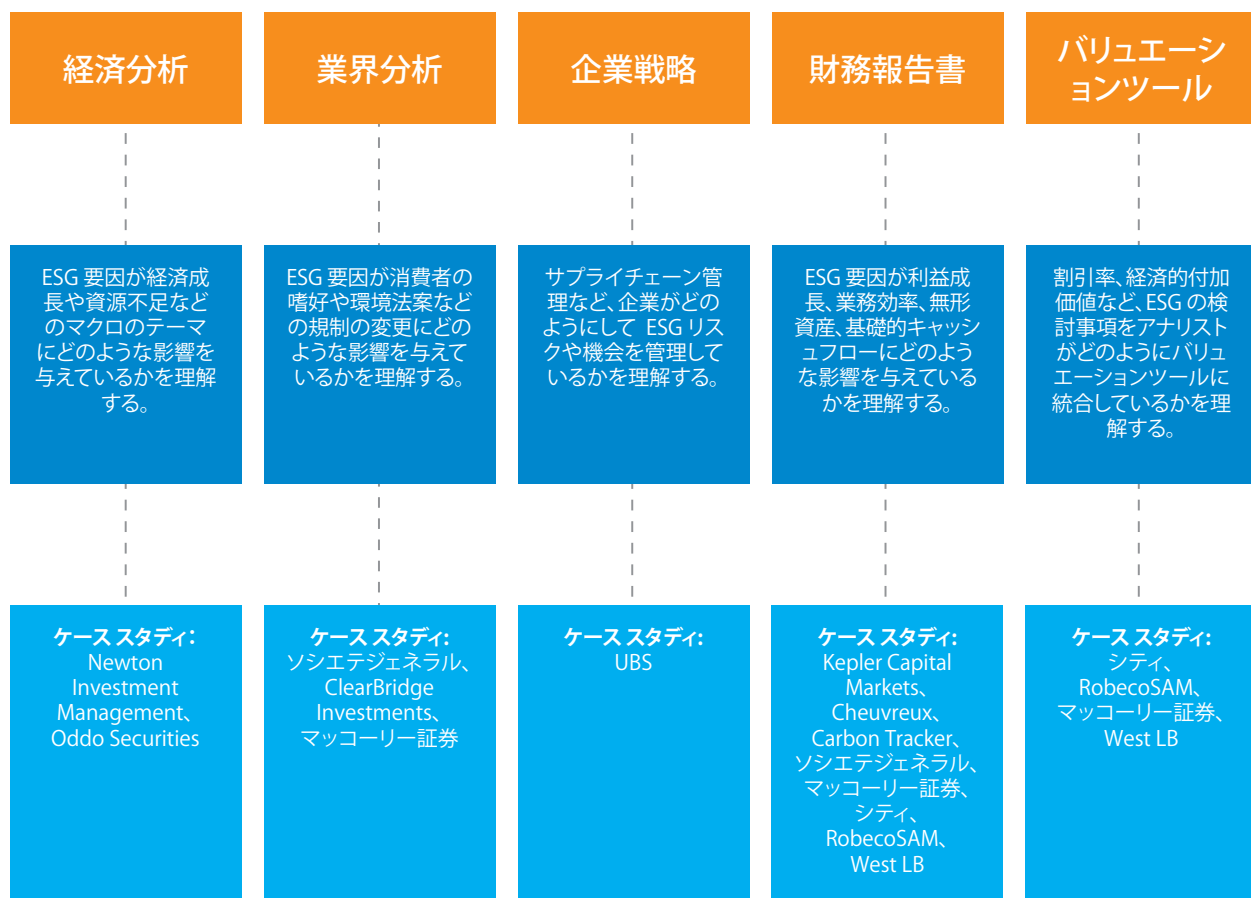 経済分析
業界分析
企業戦略
財務報告書
バリュエーシ
ョンツール
ESG 要因が経済成
長や資源不足など
のマクロのテーマ
にどのような影響を
与えているかを理解
する。
ESG 要因が消費者の
嗜好や環境法案など
の規制の変更にどの
ような影響を与えて
いるかを理解する。
サプライチェーン管
理など、企業がどの
ようにして ESG リス
クや機会を管理して
いるかを理解する。
ESG 要因が利益成
長、業務効率、無形
資産、基礎的キャッシ
ュフローにどのよう
な影響を与えている
かを理解する。
割引率、経済的付加
価値など、ESG の検
討事項をアナリスト
がどのようにバリュ
エーションツールに
統合しているかを理
解する。
ケース スタディ:
Newton
Investment
Management、
Oddo Securities
ケース スタディ:
ソシエテジェネラル、
ClearBridge
Investments、
マッコーリー証券
ケース スタディ:
UBS
ケース スタディ:
Kepler Capital
Markets、
Cheuvreux、
Carbon Tracker、
ソシエテジェネラル、
マッコーリー証券、
シティ、
RobecoSAM、
West LB
ケース スタディ:
シティ、
RobecoSAM、
マッコーリー証券、
West LB